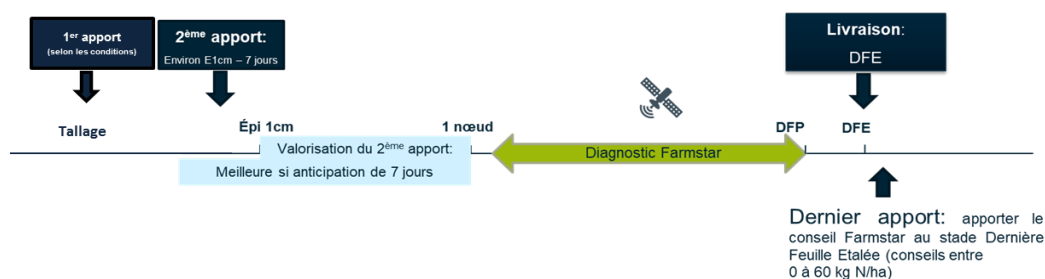 1er apport
(selon les conditions)
2ème apport:
Environ E1cm – 7 jours
Livraison:
DFE
Tallage
Épi 1cm
1 nœud
DFP
DFE
Valorisation du 2ème apport:
Meilleure si anticipation de 7 jours
Diagnostic Farmstar
Dernier apport: apporter le
conseil Farmstar au stade Dernière
Feuille Etalée (conseils entre
0 à 60 kg N/ha)